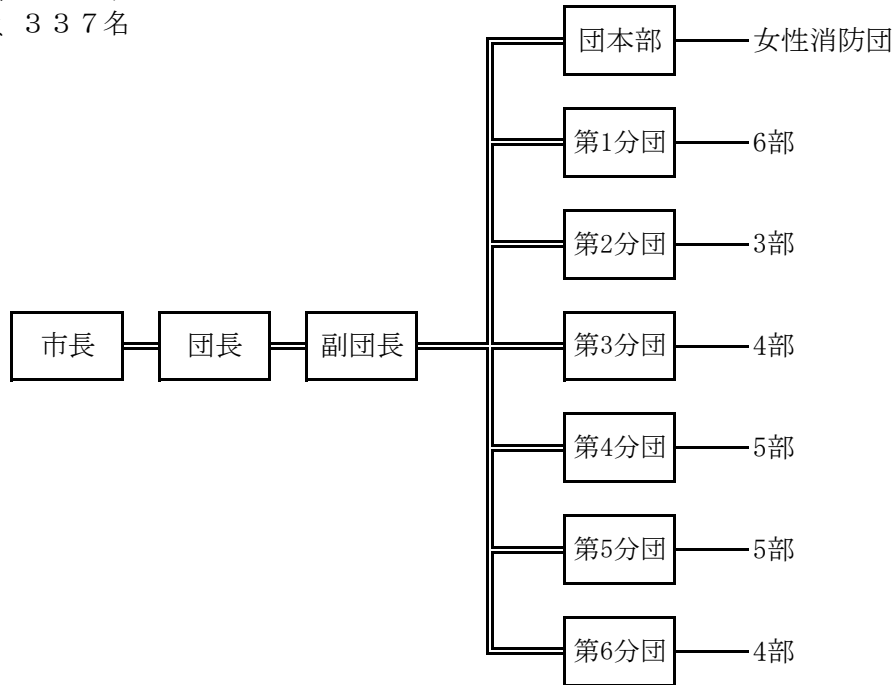 、３３７名
団本部 女性消防団
第1分団 6部
第2分団 3部
市長 団長 副団長 第3分団 4部
第4分団 5部
第5分団 5部
第6分団 4部